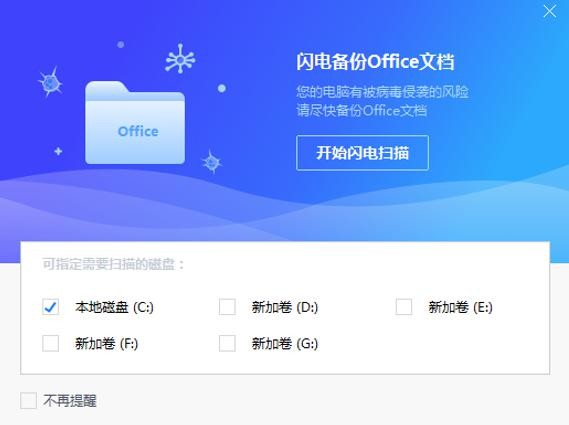 闪电备份Office文档
您的电脑有被病毒侵袭的风险
请尽快备份Office文档
Office
开始闪电扫描
可指定需要扫描的磁盘：
本地磁盘 (C:) 新加卷 (D:) 新加卷 (E:)
新加卷 (F:) 新加卷 (G:)
不再提醒